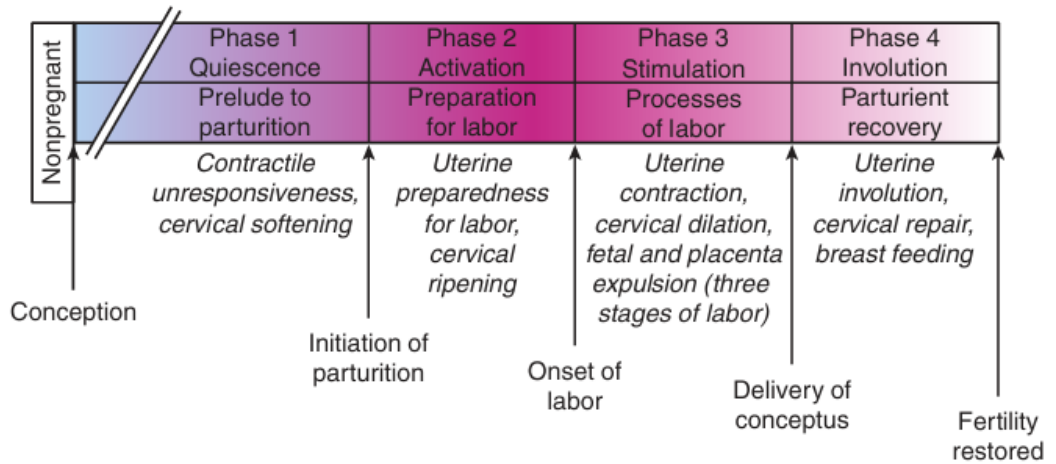 Nonpregnant
Phase 1
Quiescence
Prelude to
parturition
Contractile
unresponsiveness,
cervical softening
Phase 2
Activation
Preparation
for labor
Uterine
preparedness
for labor,
cervical
ripening
Phase 3
Stimulation
Processes
of labor
Uterine
contraction,
cervical dilation,
fetal and placenta
expulsion (three
stages of labor)
Phase 4
Involution
Parturient
recovery
Uterine
involution,
cervical repair,
breast feeding
Conception
Initiation of
parturition
Onset of
labor
Delivery of
conceptus
Fertility
restored